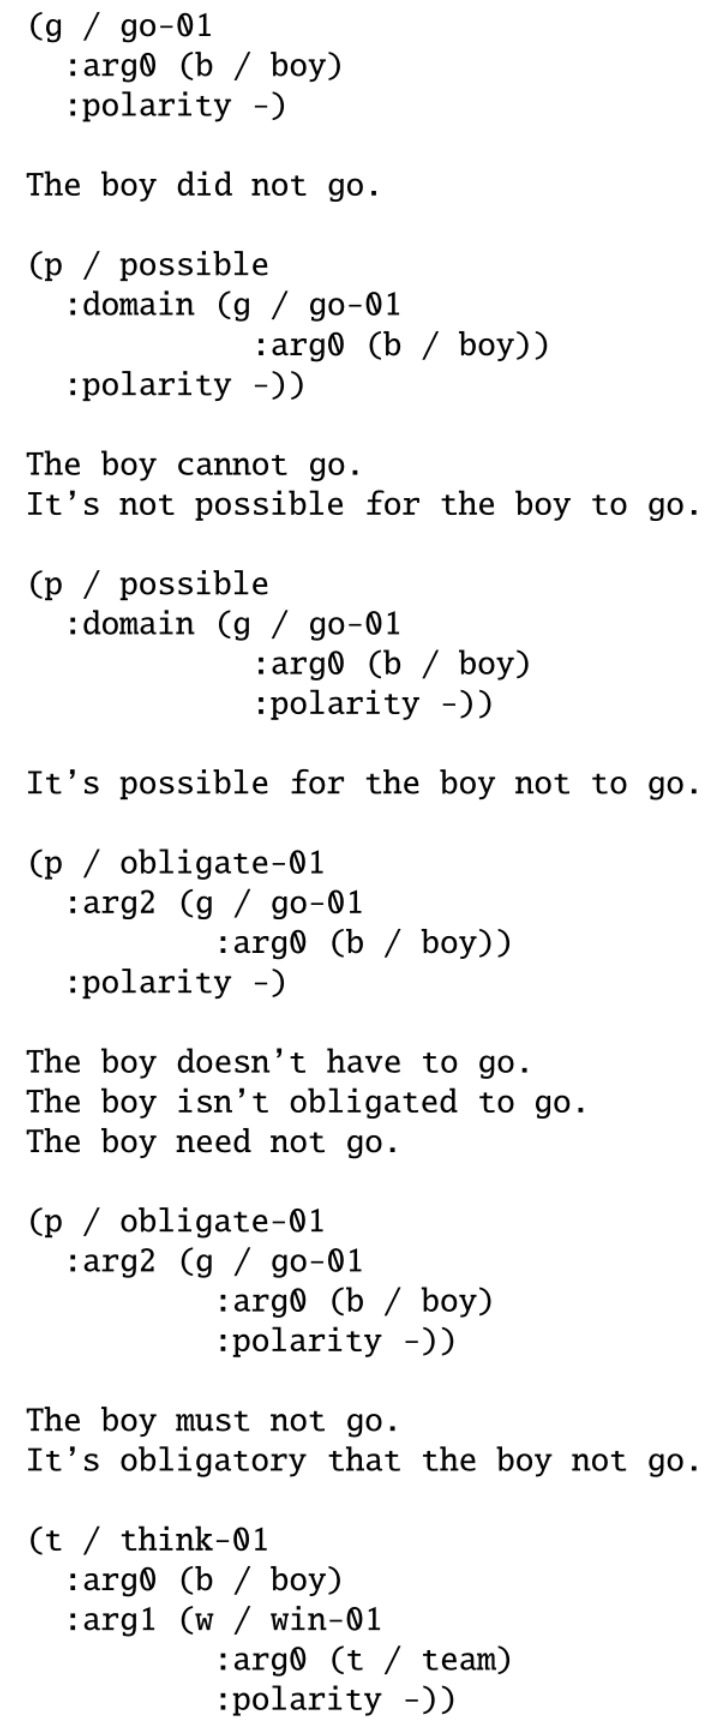 (g / go-01
:arg0 (b / boy)
:polarity -)
The boy did not go.
(p / possible
:domain (g / go-01
:arg0 (b / boy))
:polarity -))
The boy cannot go.
It's not possible for the boy to go.
(p / possible
:domain (g / go-01
:arg0 (b / boy)
:polarity -))
It's possible for the boy not to go.
(p / obligate-01
:arg2 (g / go-01
:arg0 (b / boy))
:polarity -)
The boy doesn't have to go.
The boy isn't obligated to go.
The boy need not go.
(p / obligate-01
:arg2 (g / go-01
:arg0 (b / boy)
:polarity -))
The boy must not go.
It's obligatory that the boy not go.
(t / think-01
:arg0 (b / boy)
:arg1 (w / win-01
:arg0 (t / team)
:polarity -))